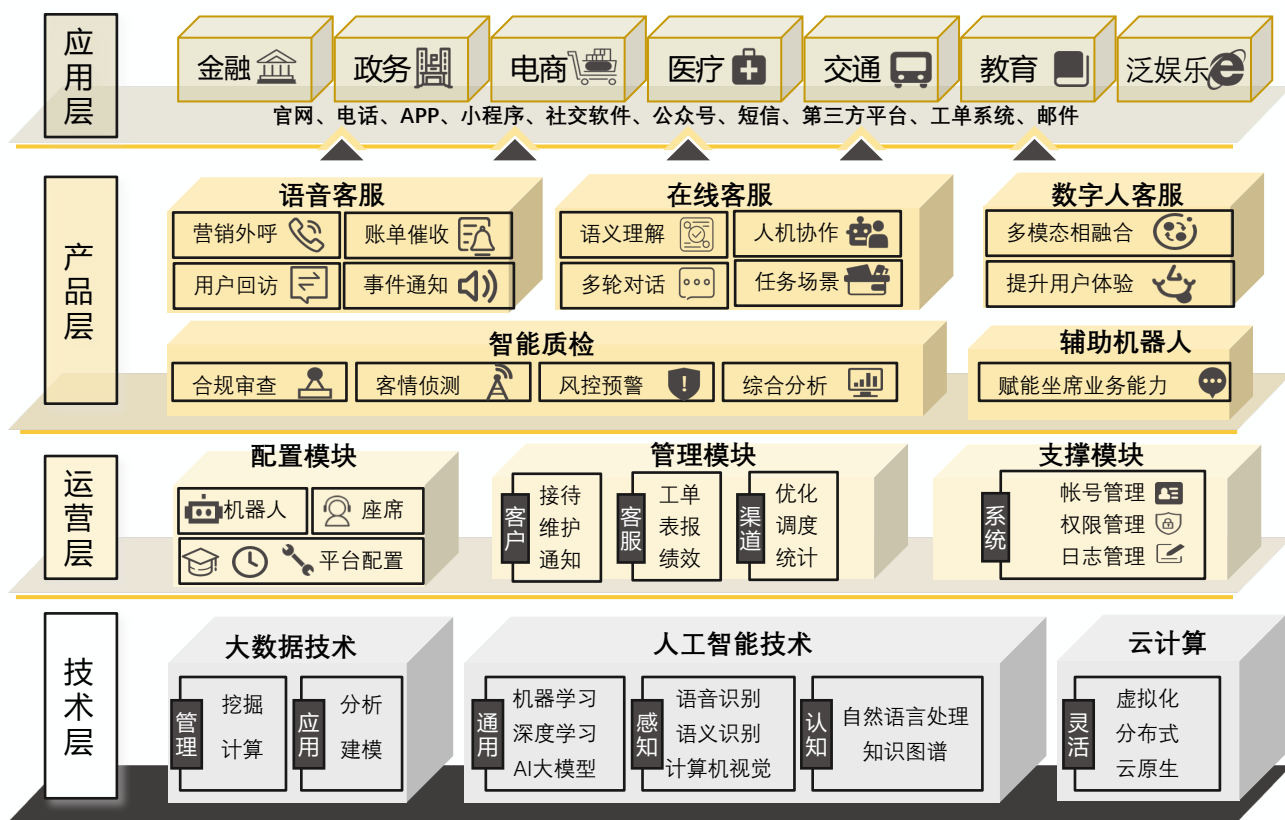 应用层
金融
政务
电商
医疗
交通
教育
泛娱乐
官网、电话、APP、小程序、社交软件、公众号、短信、第三方平台、工单系统、邮件
产品层
语音客服
营销外呼
账单催收
用户回访
事件通知
在线客服
语义理解
人机协作
多轮对话
任务场景
数字人客服
多模态相融合
提升用户体验
智能质检
合规审查
客情侦测
风控预警
综合分析
辅助机器人
赋能坐席业务能力
运营层
配置模块
机器人
座席
平台配置
管理模块
客户
接待
维护
通知
客服
工单
表报
绩效
渠道
优化
调度
统计
支撑模块
系统
帐号管理
权限管理
日志管理
技术层
大数据技术
管理
挖掘
计算
应用
分析
建模
人工智能技术
通用
机器学习
深度学习
AI大模型
感知
语音识别
语义识别
计算机视觉
认知
自然语言处理
知识图谱
云计算
灵活
虚拟化
分布式
云原生